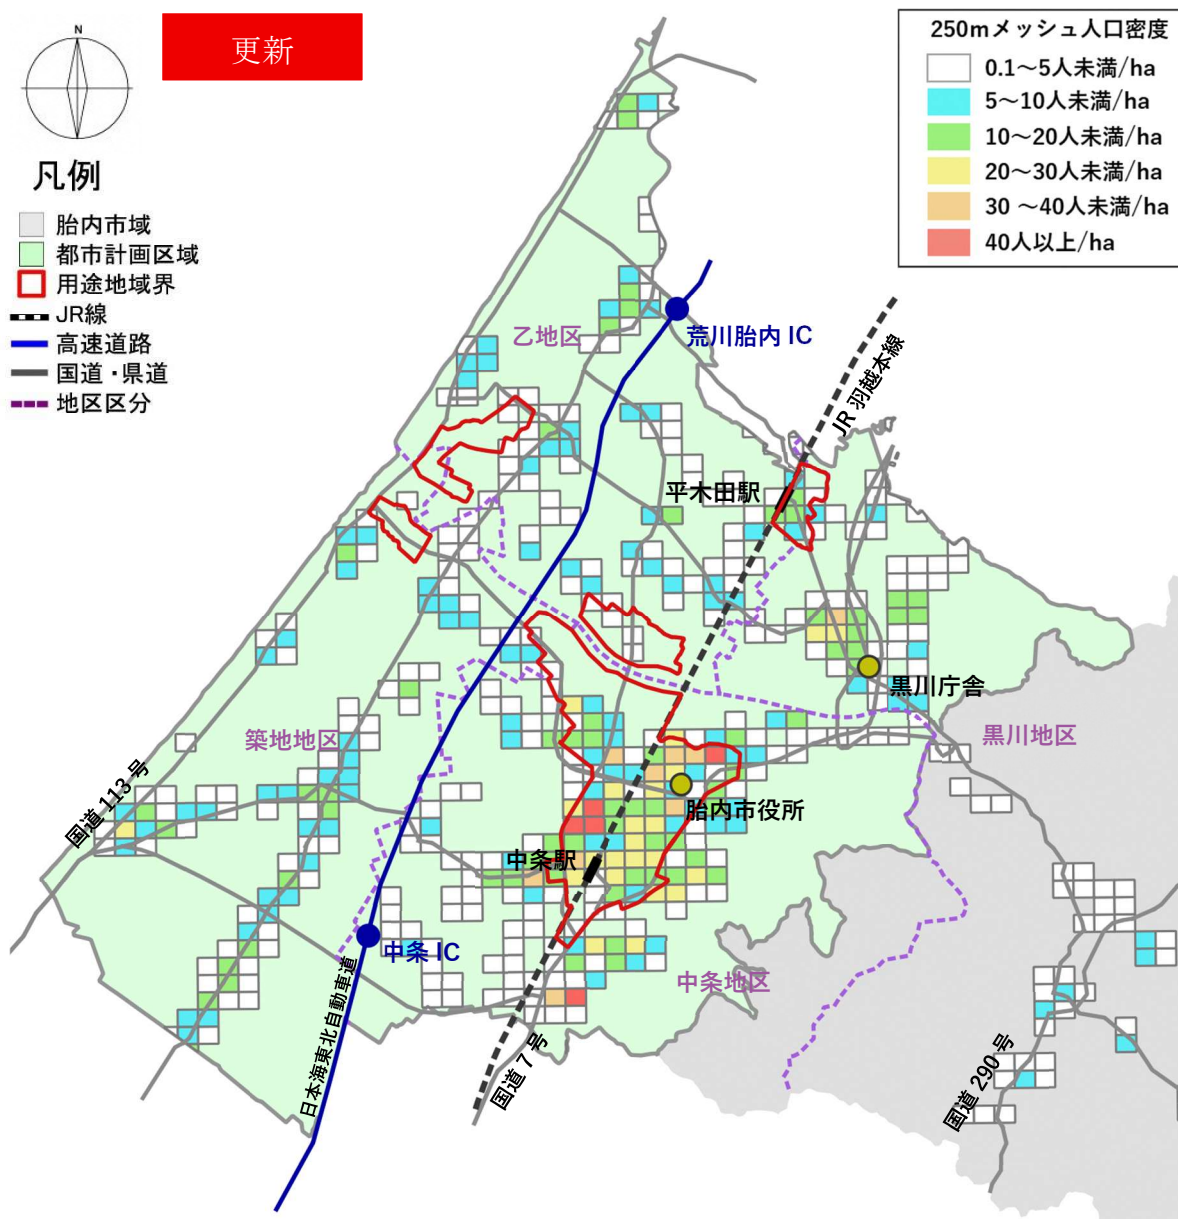 N
更新
凡例
胎内市域
都市計画区域
用途地域界
JR線
高速道路
国道・県道
地区区分
250mメッシュ人口密度
0.1～5人未満/ha
5～10人未満/ha
10～20人未満/ha
20～30人未満/ha
30 ～40人未満/ha
40人以上/ha
乙地区
荒川胎内 IC
JR 羽越本線
平木田駅
黒川庁舎
築地地区
黒川地区
国道 113 号
胎内市役所
中条駅
中条 IC
中条地区
日本海東北自動車道
国道 7 号
国道 290 号